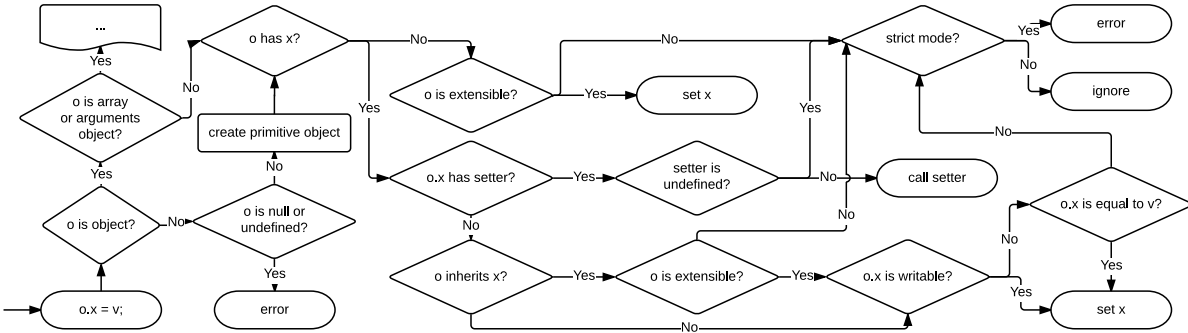 ...
Yes
o is array
or arguments
object?
No
Yes
o is object?
No
o.x = v;
o has x?
No
Yes
create primitive object
No
o is null or
undefined?
Yes
error
o is extensible?
No
Yes
set x
o.x has setter?
Yes
No
setter is
undefined?
Yes
No
call setter
o inherits x?
Yes
No
o is extensible?
No
Yes
o.x is writable?
No
Yes
o.x is equal to v?
No
Yes
set x
strict mode?
Yes
error
No
ignore